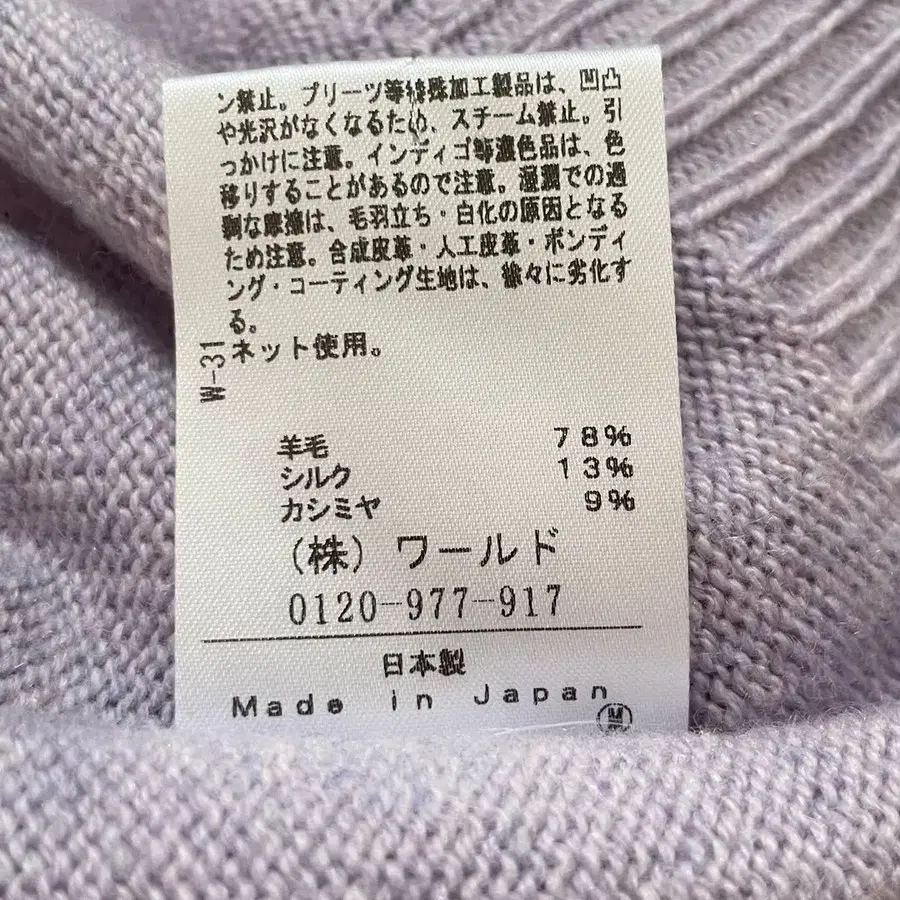 ン禁止。プリーツ等特殊加工製品は、凹凸
や光沢がなくなるため、スチーム禁止。引
っかけに注意。インディゴ等濃色品は、色
移りすることがあるので注意。湿潤での過
剰な摩擦は、毛羽立ち・白化の原因となる
ため注意。合成皮革・人工皮革・ボンディ
ング・コーティング生地は、徐々に劣化す
る。
ネット使用。
W-31
羊毛 78%
シルク 13%
カシミヤ 9%
(株) ワールド
0120-977-917
日本製
Made in Japan
M